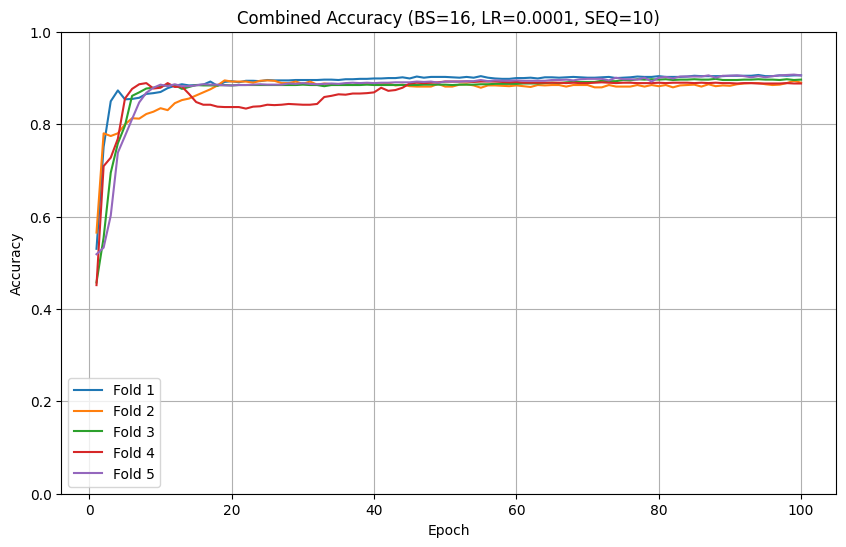 Combined Accuracy (BS=16, LR=0.0001, SEQ=10)
1.0
0.8
0.6
0.4
0.2
0.0
Accuracy
Fold 1
Fold 2
Fold 3
Fold 4
Fold 5
0 20 40 60 80 100
Epoch